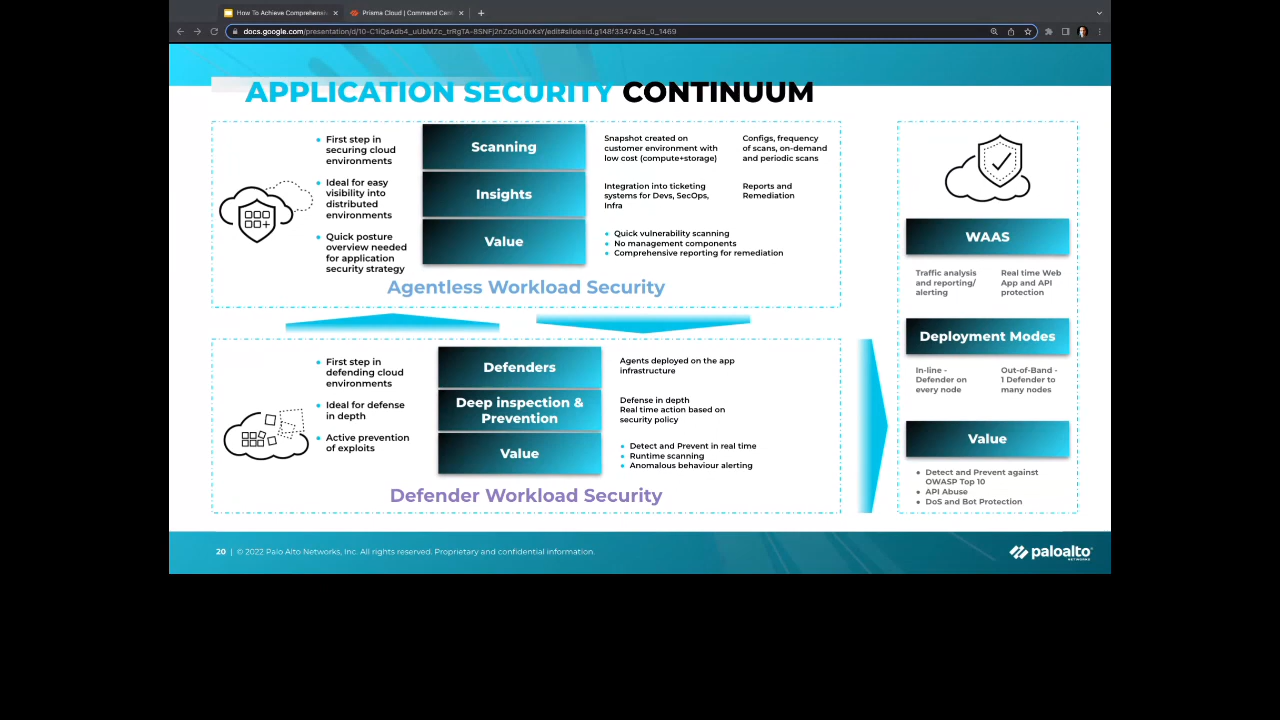 How To Achieve Comprehensi
Prisma Cloud | Command Cen
docs.google.com/presentation/d/10-C1iQsAdb4_uUbMZc_trRgTA-8SNFj2nZoGIu0xKsY/edit#slide=id.g148f3347a3d_0_1469
APPLICATION SECURITY CONTINUUM
First step in
securing cloud
environments
Ideal for easy
visibility into
distributed
environments
Quick posture
overview needed
for application
security strategy
Scanning
Snapshot created on
customer environment with
low cost (compute+storage)
Configs, frequency
of scans, on-demand
and periodic scans
Insights
Integration into ticketing
systems for Devs, SecOps,
Infra
Reports and
Remediation
Value
Quick vulnerability scanning
No management components
Comprehensive reporting for remediation
Agentless Workload Security
First step in
defending cloud
environments
Ideal for defense
in depth
Active prevention
of exploits
Defenders
Agents deployed on the app
infrastructure
Deep inspection &
Prevention
Defense in depth
Real time action based on
security policy
Value
Detect and Prevent in real time
Runtime scanning
Anomalous behaviour alerting
Defender Workload Security
WAAS
Traffic analysis
and reporting/
alerting
Real time Web
App and API
protection
Deployment Modes
In-line -
Defender on
every node
Out-of-Band -
1 Defender to
many nodes
Value
Detect and Prevent against
OWASP Top 10
API Abuse
DoS and Bot Protection
20 | © 2022 Palo Alto Networks, Inc. All rights reserved. Proprietary and confidential information.
paloalto
NETWORKS